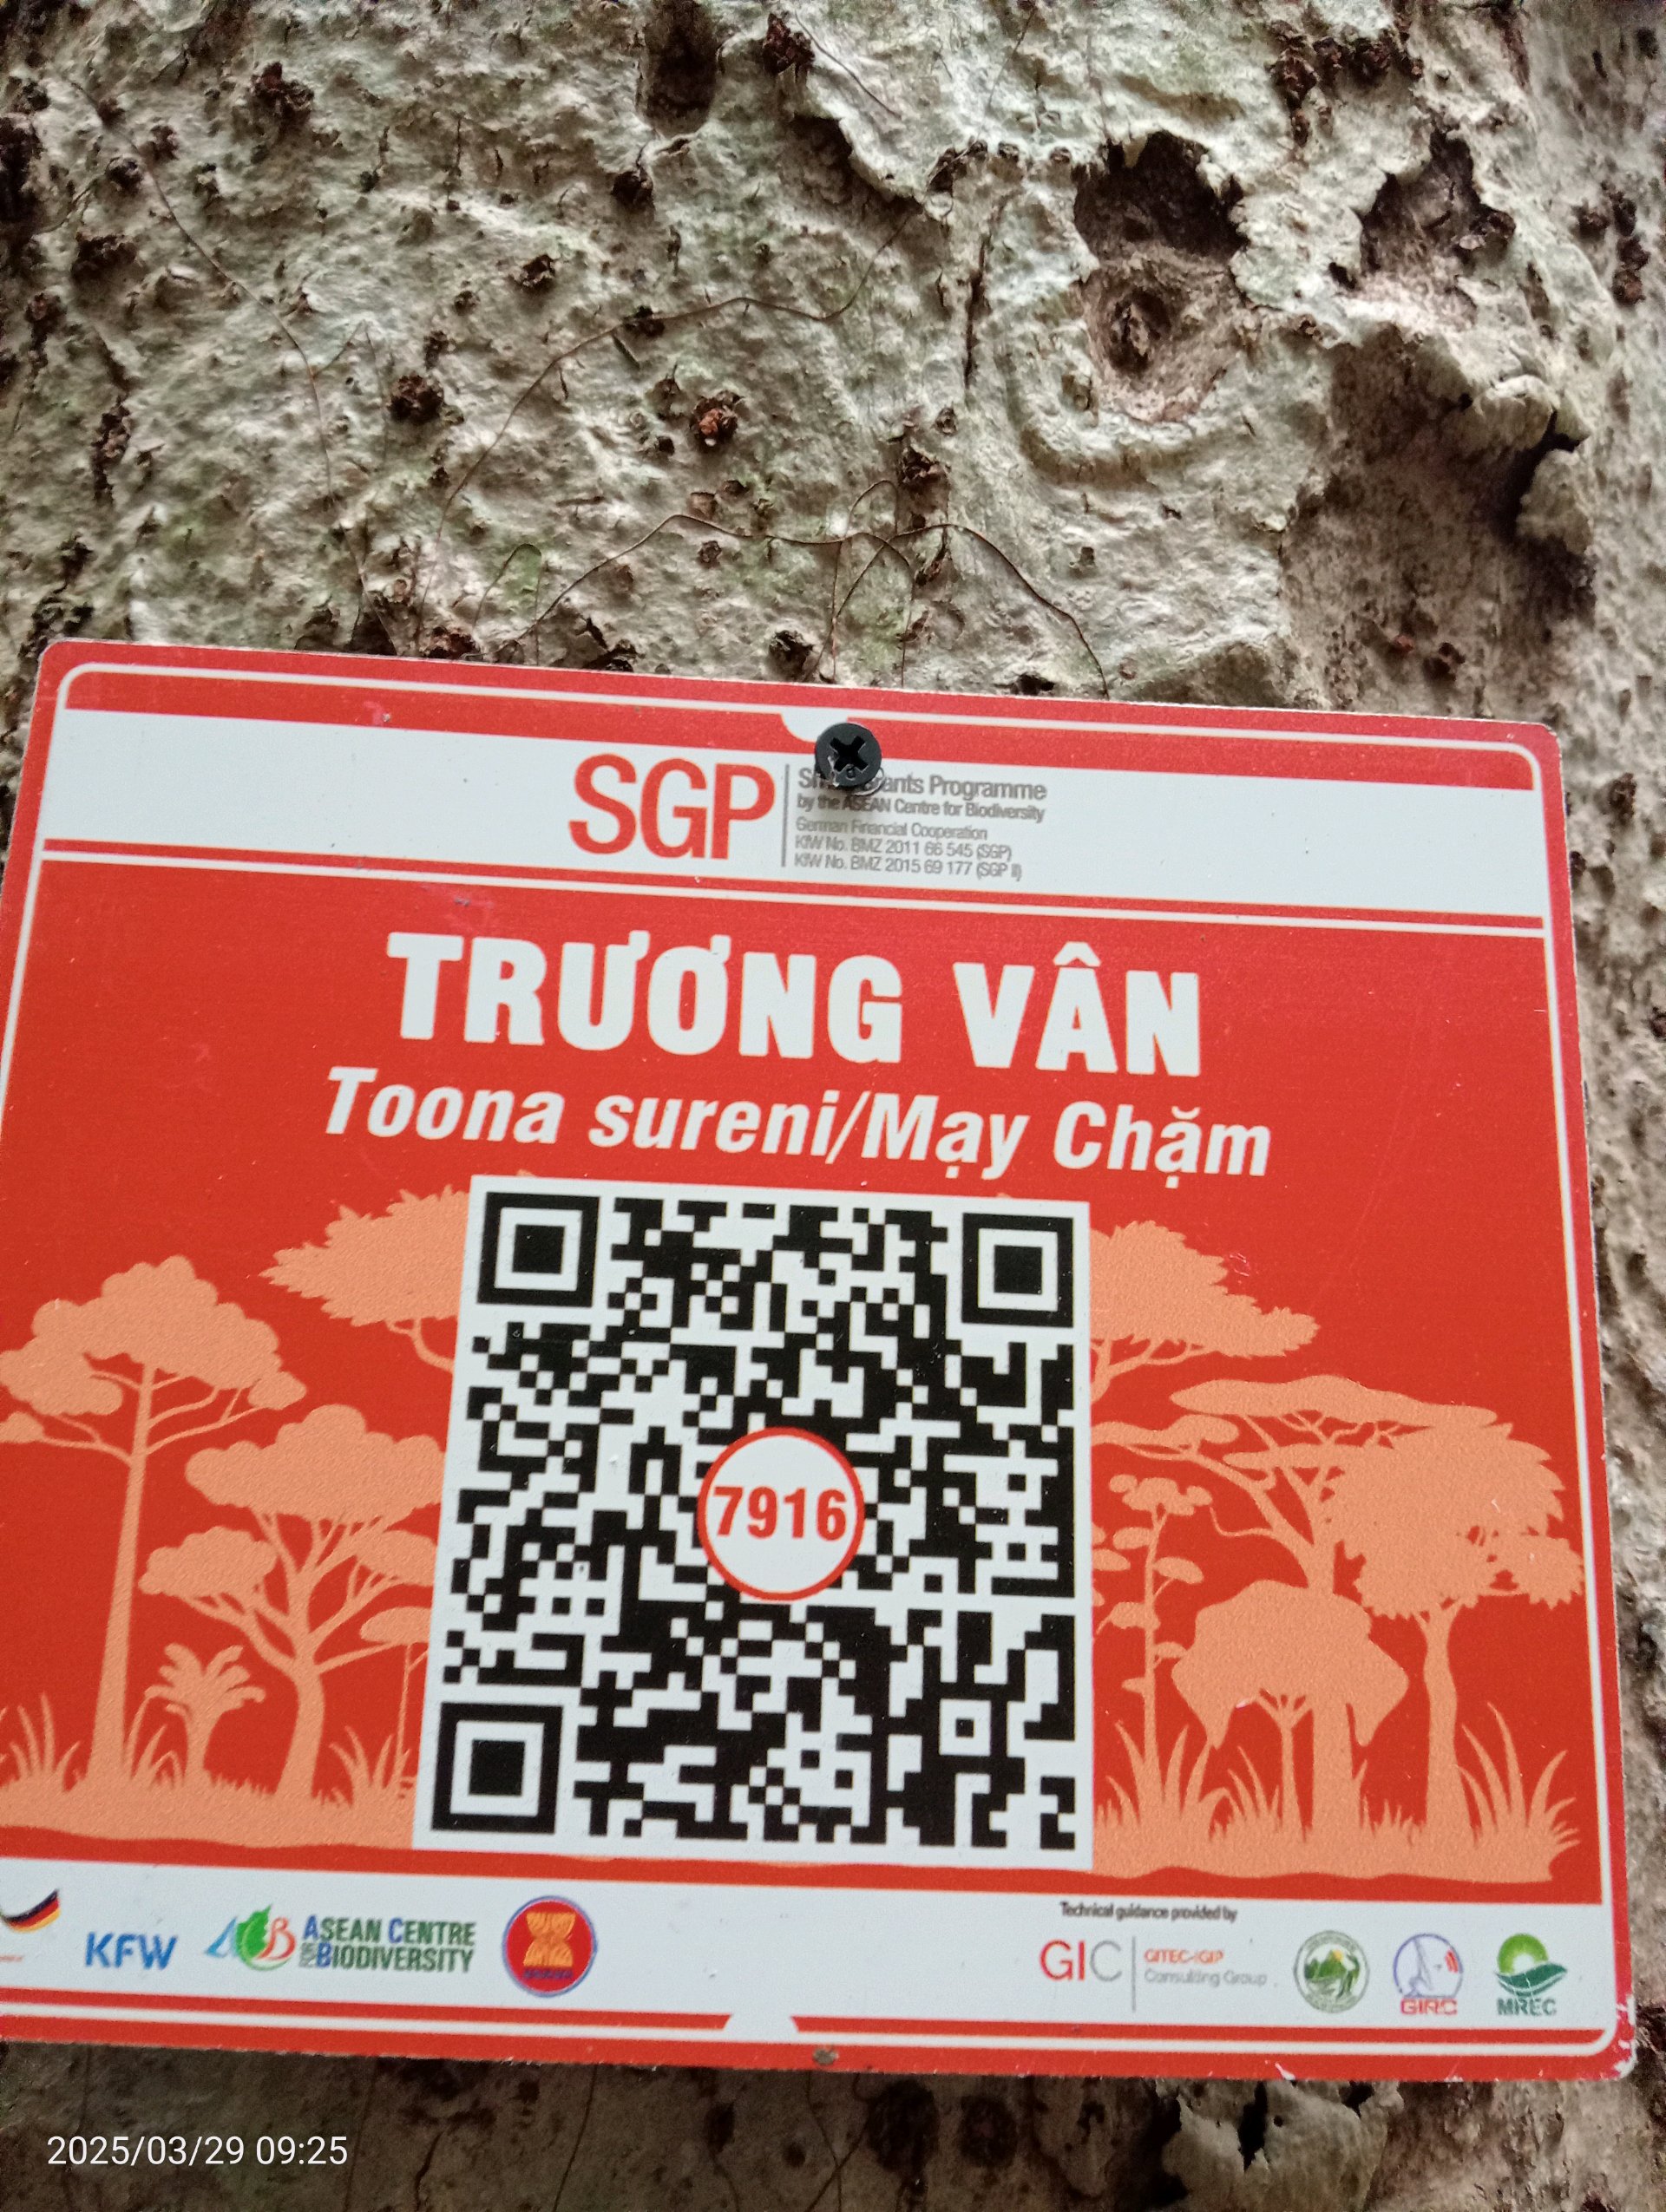 SGP
Programme
by the ASEAN Centre for Biodiversity
German Financial Cooperation
KfW No. BMZ 2011 66 545 (SGP)
KfW No. BMZ 2015 69 177 (SGP II)
TRƯƠNG VÂN
Toona sureni/Mạy Chặm
7916
Technical guidance provided by
KFW
ACB
ASEAN CENTRE
FOR BIODIVERSITY
GIC
GITEC-IGIP
Consulting Group
GIRC
MREC
2025/03/29 09:25